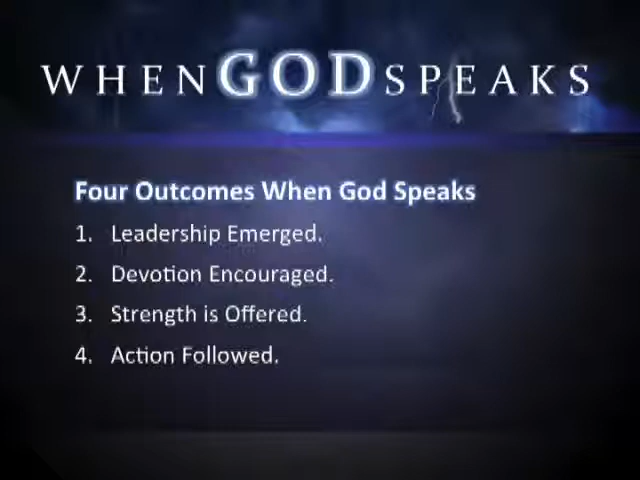 WHEN GOD SPEAKS
Four Outcomes When God Speaks
1. Leadership Emerged.
2. Devotion Encouraged.
3. Strength is Offered.
4. Action Followed.